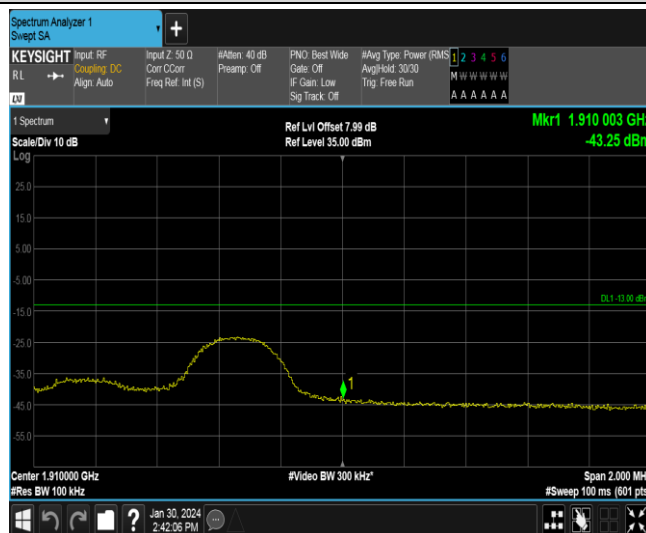 Spectrum Analyzer 1
Swept SA
KEYSIGHT
RL
LXI
Input: RF
Coupling: DC
Align: Auto
Input Z: 50 Ω
Corr CCorr
Freq Ref: Int (S)
#Atten: 40 dB
Preamp: Off
PNO: Best Wide
Gate: Off
IF Gain: Low
Sig Track: Off
#Avg Type: Power (RMS
Avg|Hold: 30/30
Trig: Free Run
1 2 3 4 5 6
M W W W W W
A A A A A A
1 Spectrum
Scale/Div 10 dB
Log
Ref Lvl Offset 7.99 dB
Ref Level 35.00 dBm
Mkr1 1.910 003 GHz
-43.25 dBm
25.0
15.0
5.00
-5.00
-15.0
-25.0
-35.0
-45.0
-55.0
DL1 -13.00 dBm
1
Center 1.910000 GHz
#Res BW 100 kHz
#Video BW 300 kHz*
Span 2.000 MH
#Sweep 100 ms (601 pts
?
Jan 30, 2024
2:42:06 PM